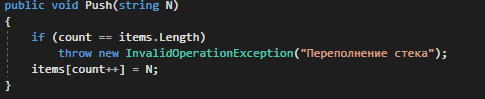 public void Push(string N)
{
if (count == items.Length)
throw new InvalidOperationException("Переполнение стека");
items[count++] = N;
}